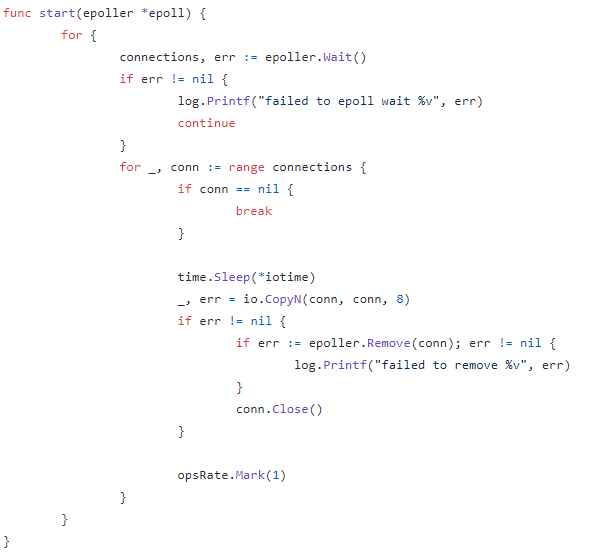 func start(epoller *epoll) {
for {
connections, err := epoller.Wait()
if err != nil {
log.Printf("failed to epoll wait %v", err)
continue
}
for _, conn := range connections {
if conn == nil {
break
}
time.Sleep(*iotime)
_, err = io.CopyN(conn, conn, 8)
if err != nil {
if err := epoller.Remove(conn); err != nil {
log.Printf("failed to remove %v", err)
}
conn.Close()
}
opsRate.Mark(1)
}
}
}